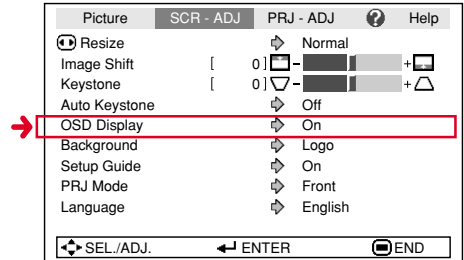 Picture SCR - ADJ PRJ - ADJ ? Help
Resize Normal
Image Shift [ 0 ] - +
Keystone [ 0 ] - +
Auto Keystone Off
OSD Display On
Background Logo
Setup Guide On
PRJ Mode Front
Language English
SEL./ADJ. ENTER END